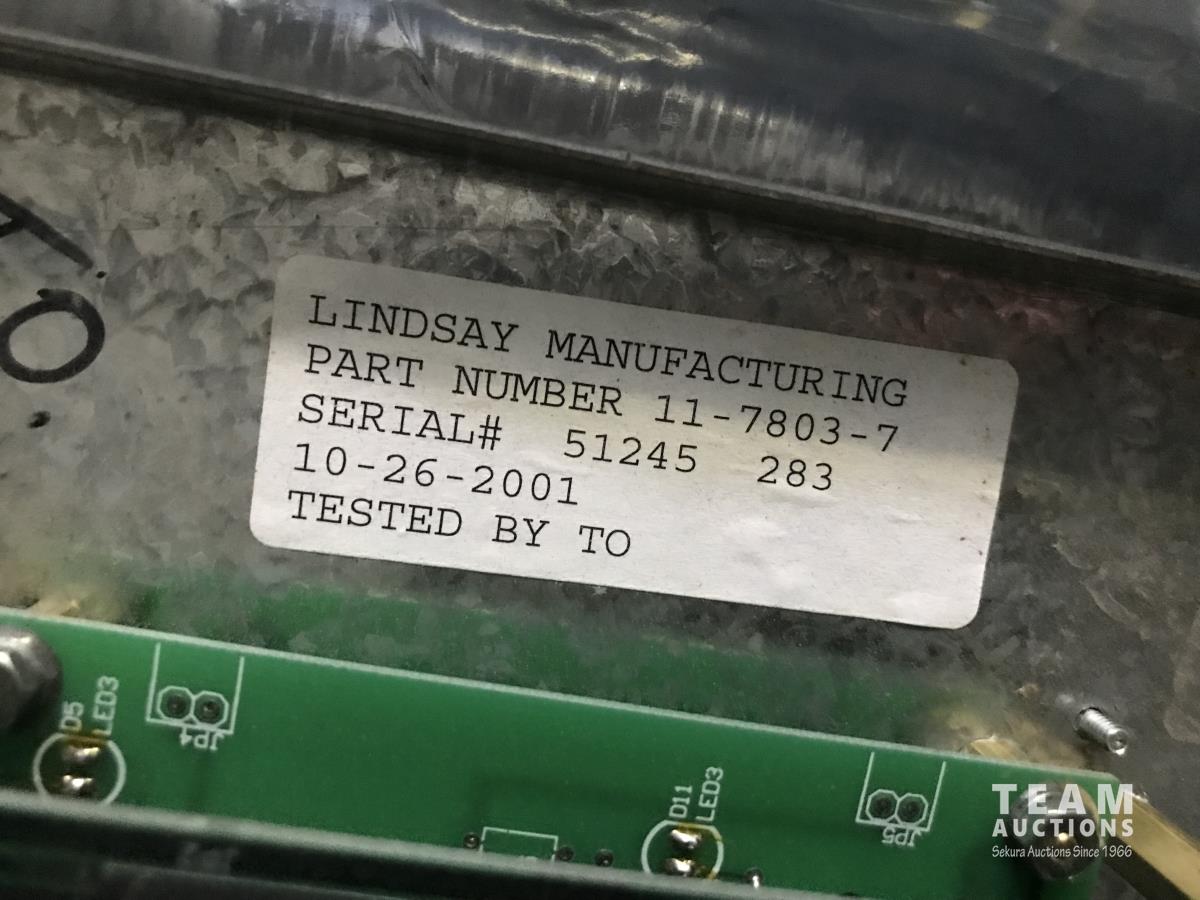 LINDSAY MANUFACTURING
PART NUMBER 11-7803-7
SERIAL# 51245 283
10-26-2001
TESTED BY TO
D5
LED3
JP4
D11
LED3
JP5
TEAM
AUCTIONS
Sekura Auctions Since 1966